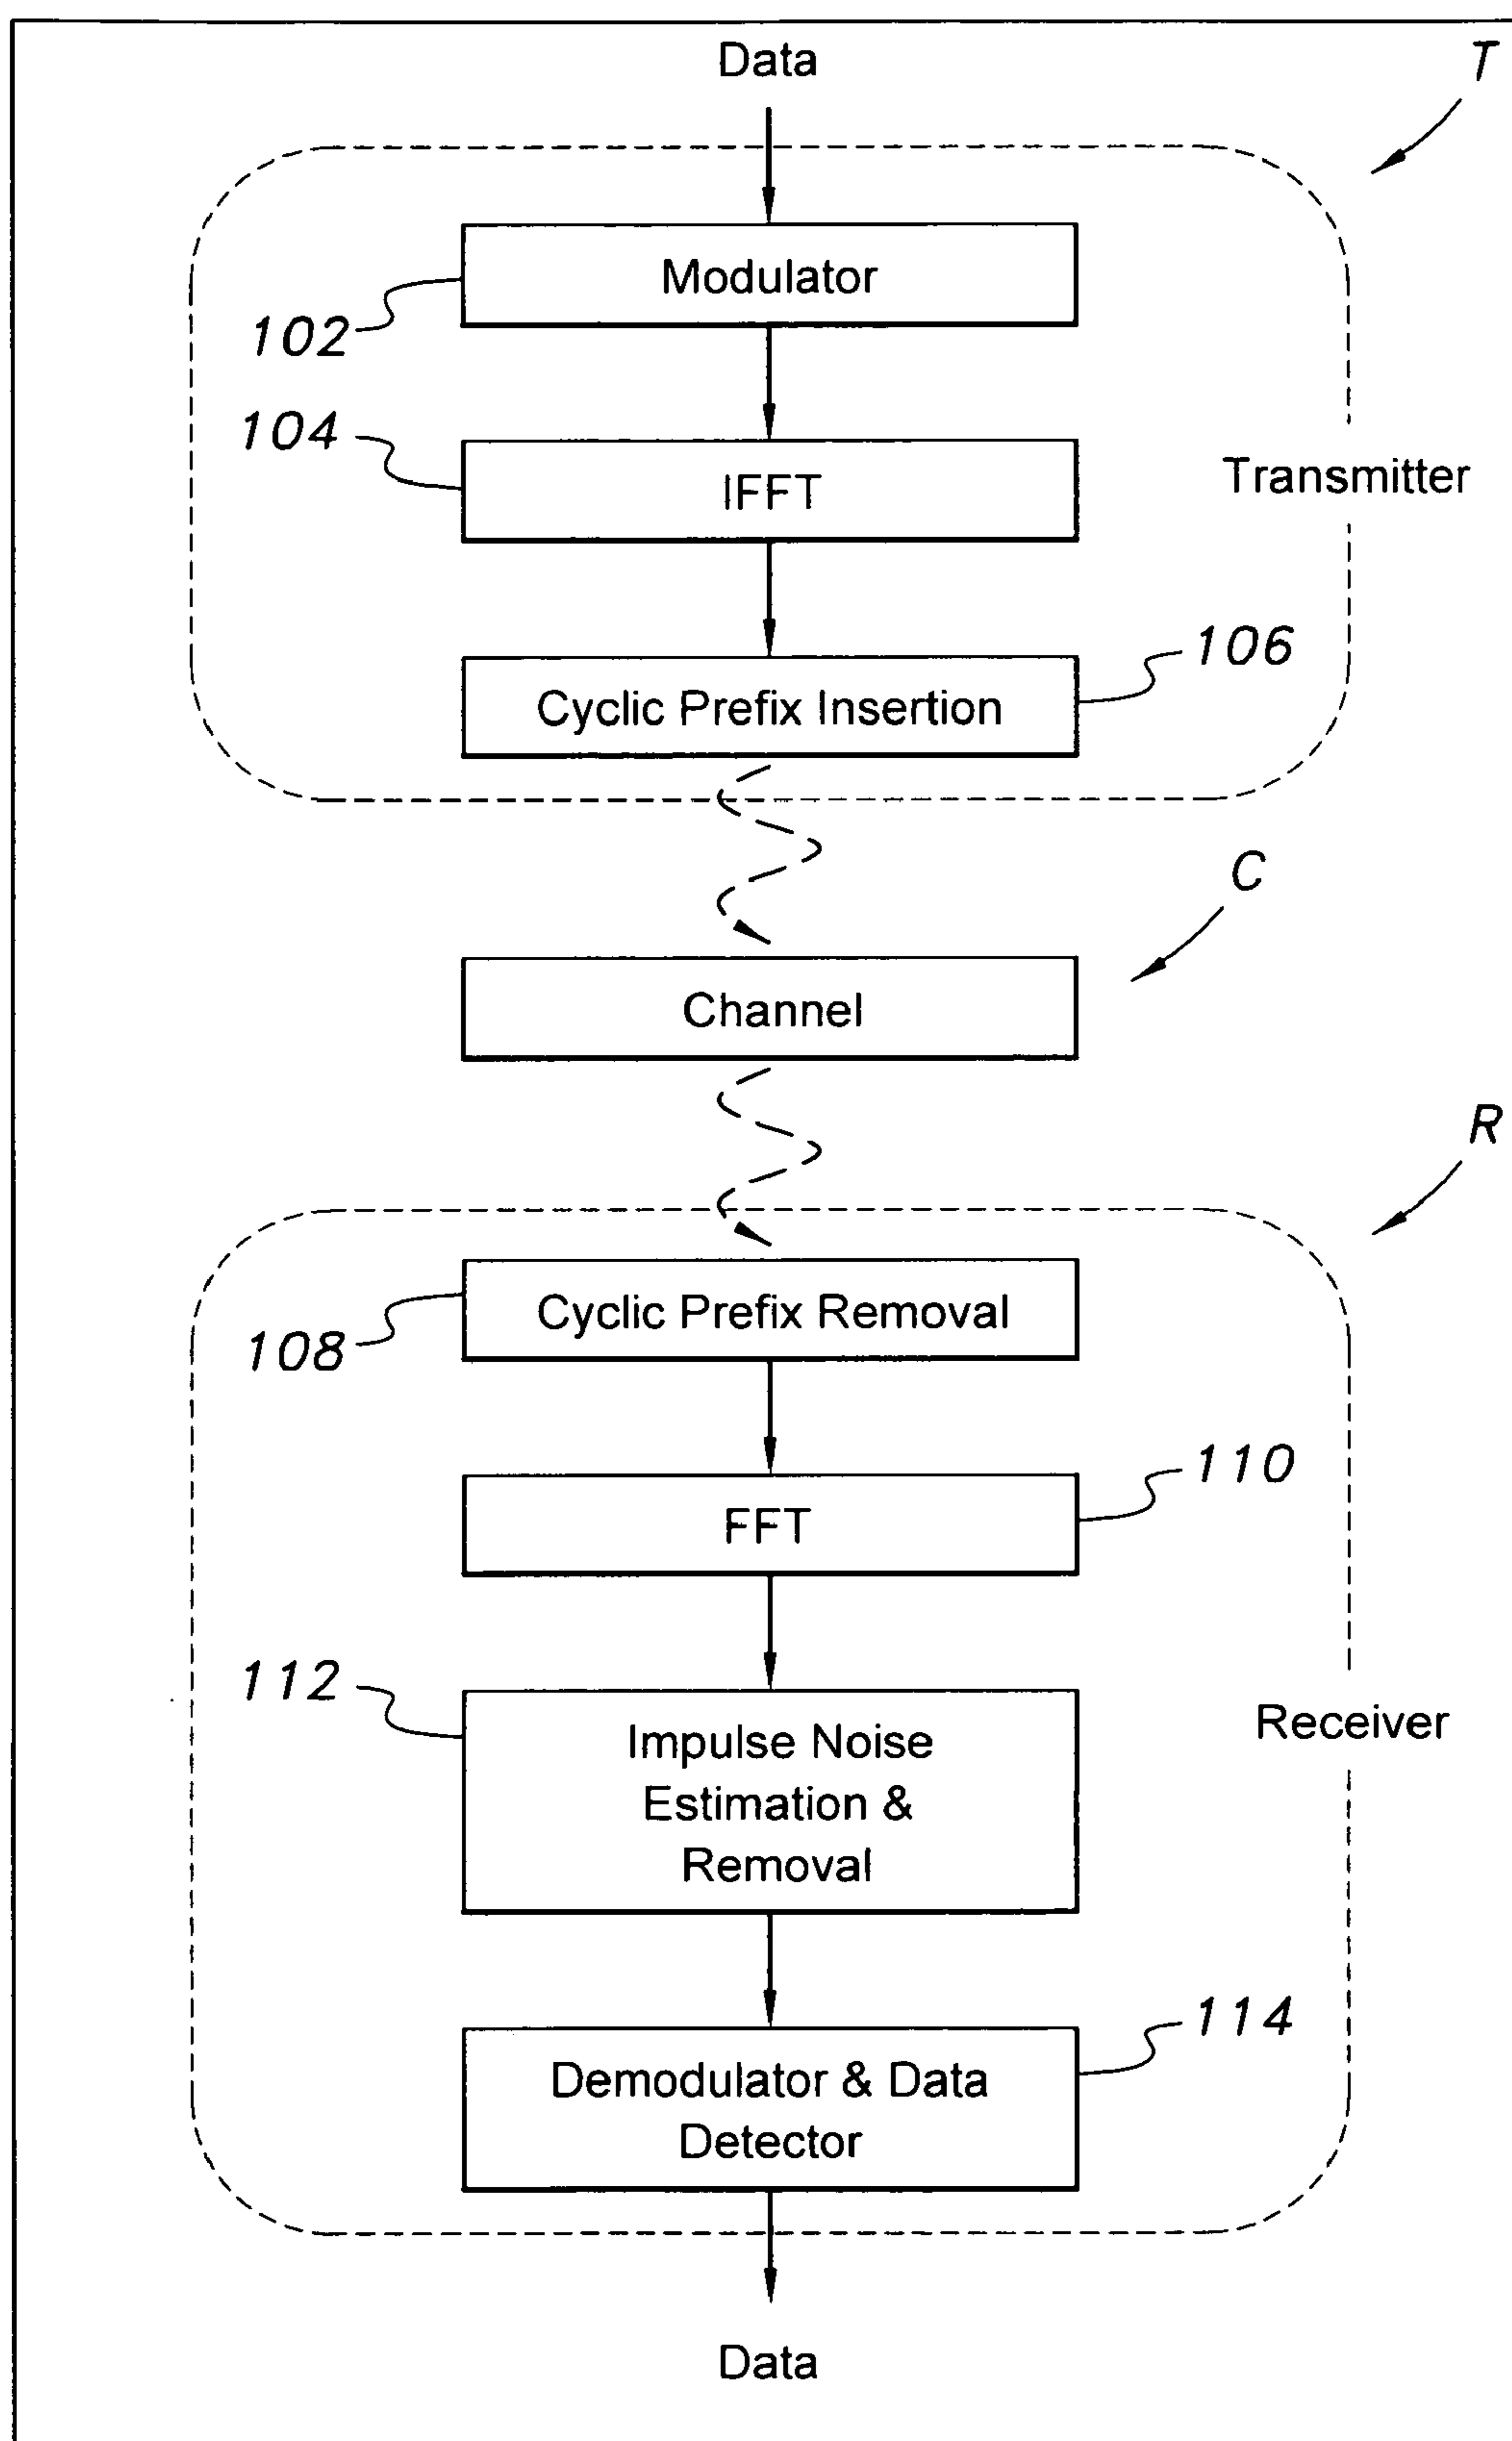 Data
T
Modulator
102
104
IFFT
Transmitter
106
Cyclic Prefix Insertion
C
Channel
R
Cyclic Prefix Removal
108
110
FFT
112
Impulse Noise
Estimation &
Removal
Receiver
114
Demodulator & Data
Detector
Data